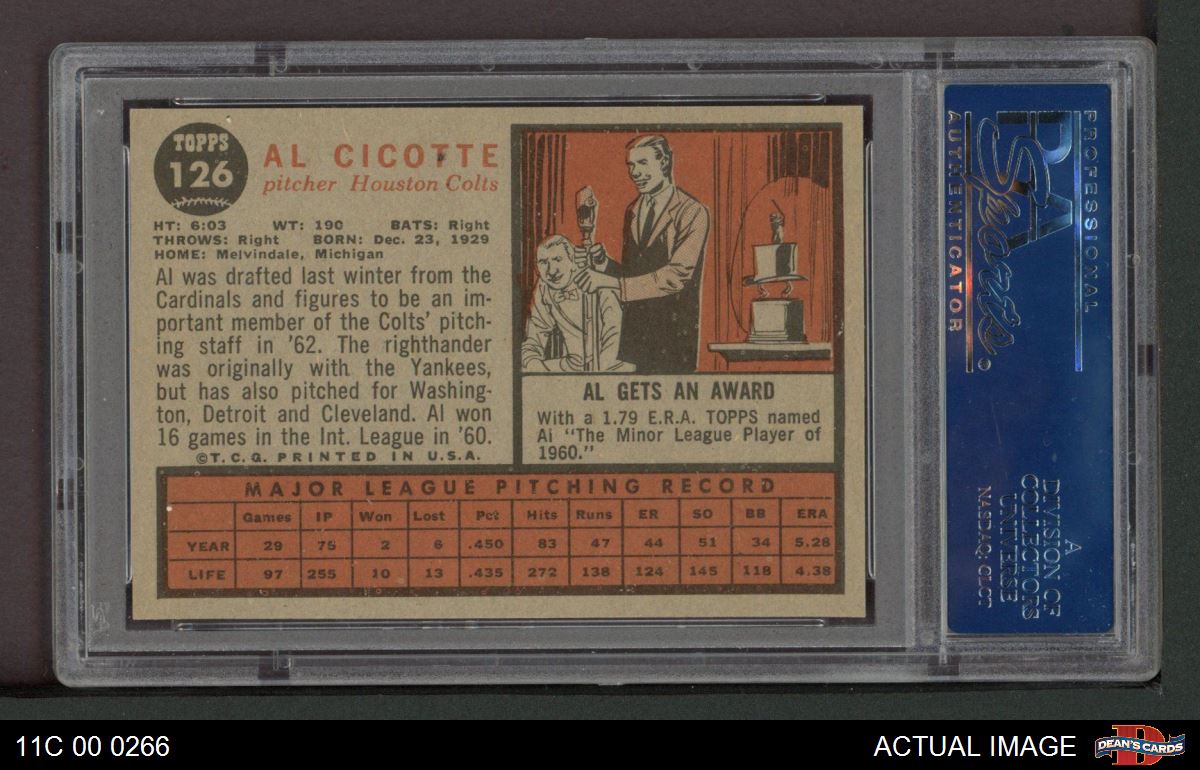 TOPPS
126
AL CICOTTE
pitcher Houston Colts
HT: 6:03 WT: 190 BATS: Right
THROWS: Right BORN: Dec. 23, 1929
HOME: Melvindale, Michigan
Al was drafted last winter from the
Cardinals and figures to be an im-
portant member of the Colts' pitch-
ing staff in '62. The righthander
was originally with the Yankees,
but has also pitched for Washing-
ton, Detroit and Cleveland. Al won
16 games in the Int. League in '60.
©T.C.G. PRINTED IN U.S.A.
AL GETS AN AWARD
With a 1.79 E.R.A. TOPPS named
Al "The Minor League Player of
1960."
MAJOR LEAGUE PITCHING RECORD
Games IP Won Lost Pct Hits Runs ER SO BB ERA
YEAR 29 75 2 6 .450 83 47 44 51 34 5.28
LIFE 97 255 10 13 .435 272 138 124 145 118 4.38
PROFESSIONAL
PSA
Sports
AUTHENTICATOR
A
DIVISION OF
COLLECTORS
UNIVERSE
NASDAQ: CLCT
11C 00 0266
ACTUAL IMAGE
DEAN'S CARDS